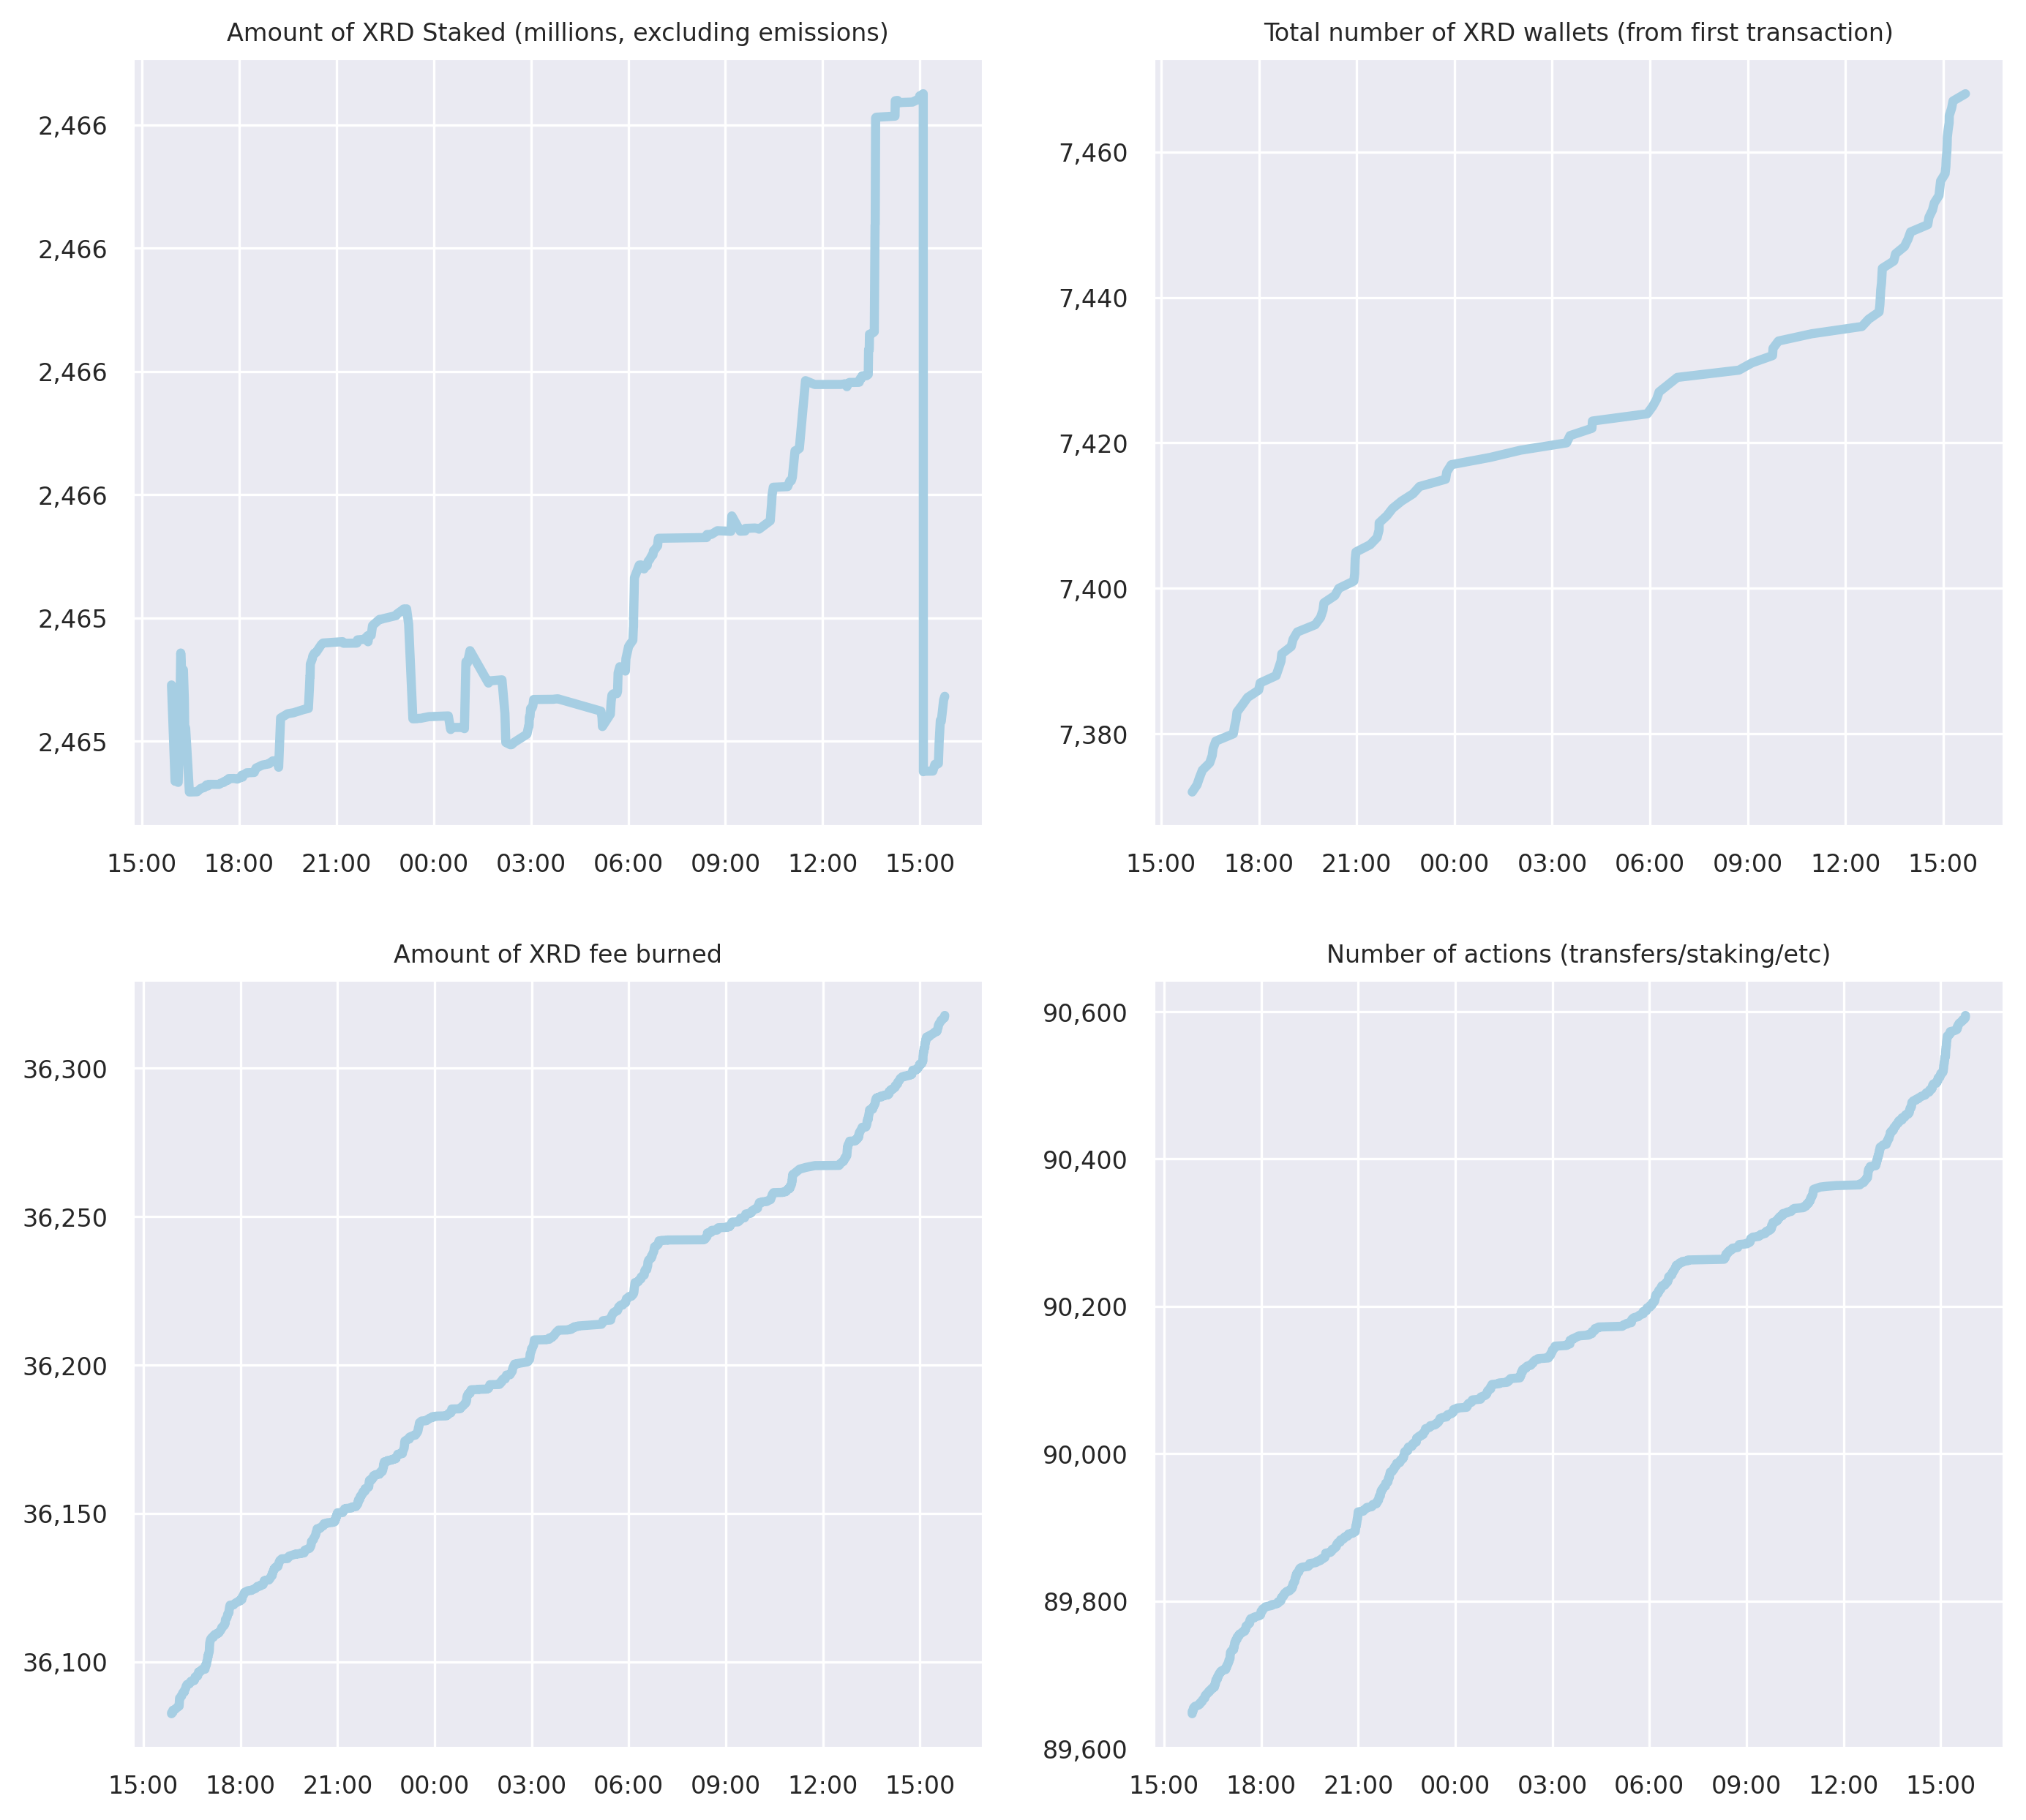 Amount of XRD Staked (millions, excluding emissions)
2,466
2,466
2,466
2,466
2,465
2,465
15:00 18:00 21:00 00:00 03:00 06:00 09:00 12:00 15:00
Total number of XRD wallets (from first transaction)
7,460
7,440
7,420
7,400
7,380
15:00 18:00 21:00 00:00 03:00 06:00 09:00 12:00 15:00
Amount of XRD fee burned
36,300
36,250
36,200
36,150
36,100
15:00 18:00 21:00 00:00 03:00 06:00 09:00 12:00 15:00
Number of actions (transfers/staking/etc)
90,600
90,400
90,200
90,000
89,800
89,600
15:00 18:00 21:00 00:00 03:00 06:00 09:00 12:00 15:00